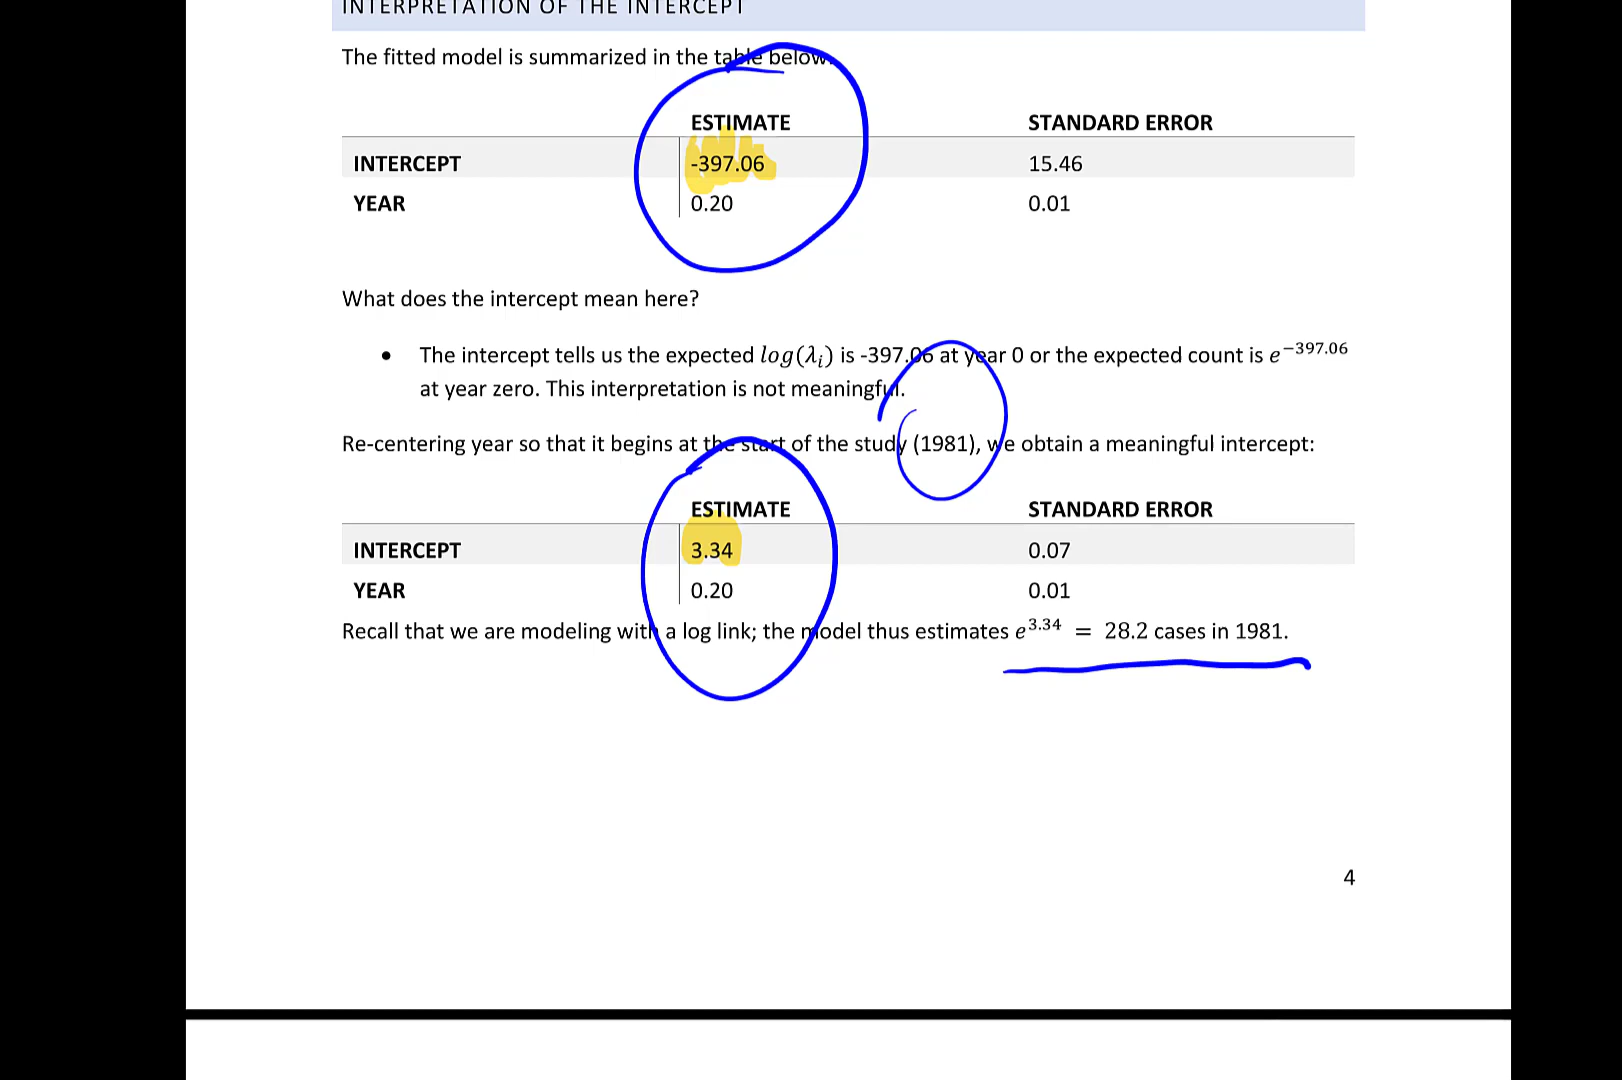 INTERPRETATION OF THE INTERCEPT
The fitted model is summarized in the table below.
ESTIMATE STANDARD ERROR
INTERCEPT -397.06 15.46
YEAR 0.20 0.01
What does the intercept mean here?
• The intercept tells us the expected log(λᵢ) is -397.06 at year 0 or the expected count is e⁻³⁹⁷·⁰⁶
at year zero. This interpretation is not meaningful.
Re-centering year so that it begins at the start of the study (1981), we obtain a meaningful intercept:
ESTIMATE STANDARD ERROR
INTERCEPT 3.34 0.07
YEAR 0.20 0.01
Recall that we are modeling with a log link; the model thus estimates e³·³⁴ = 28.2 cases in 1981.
4